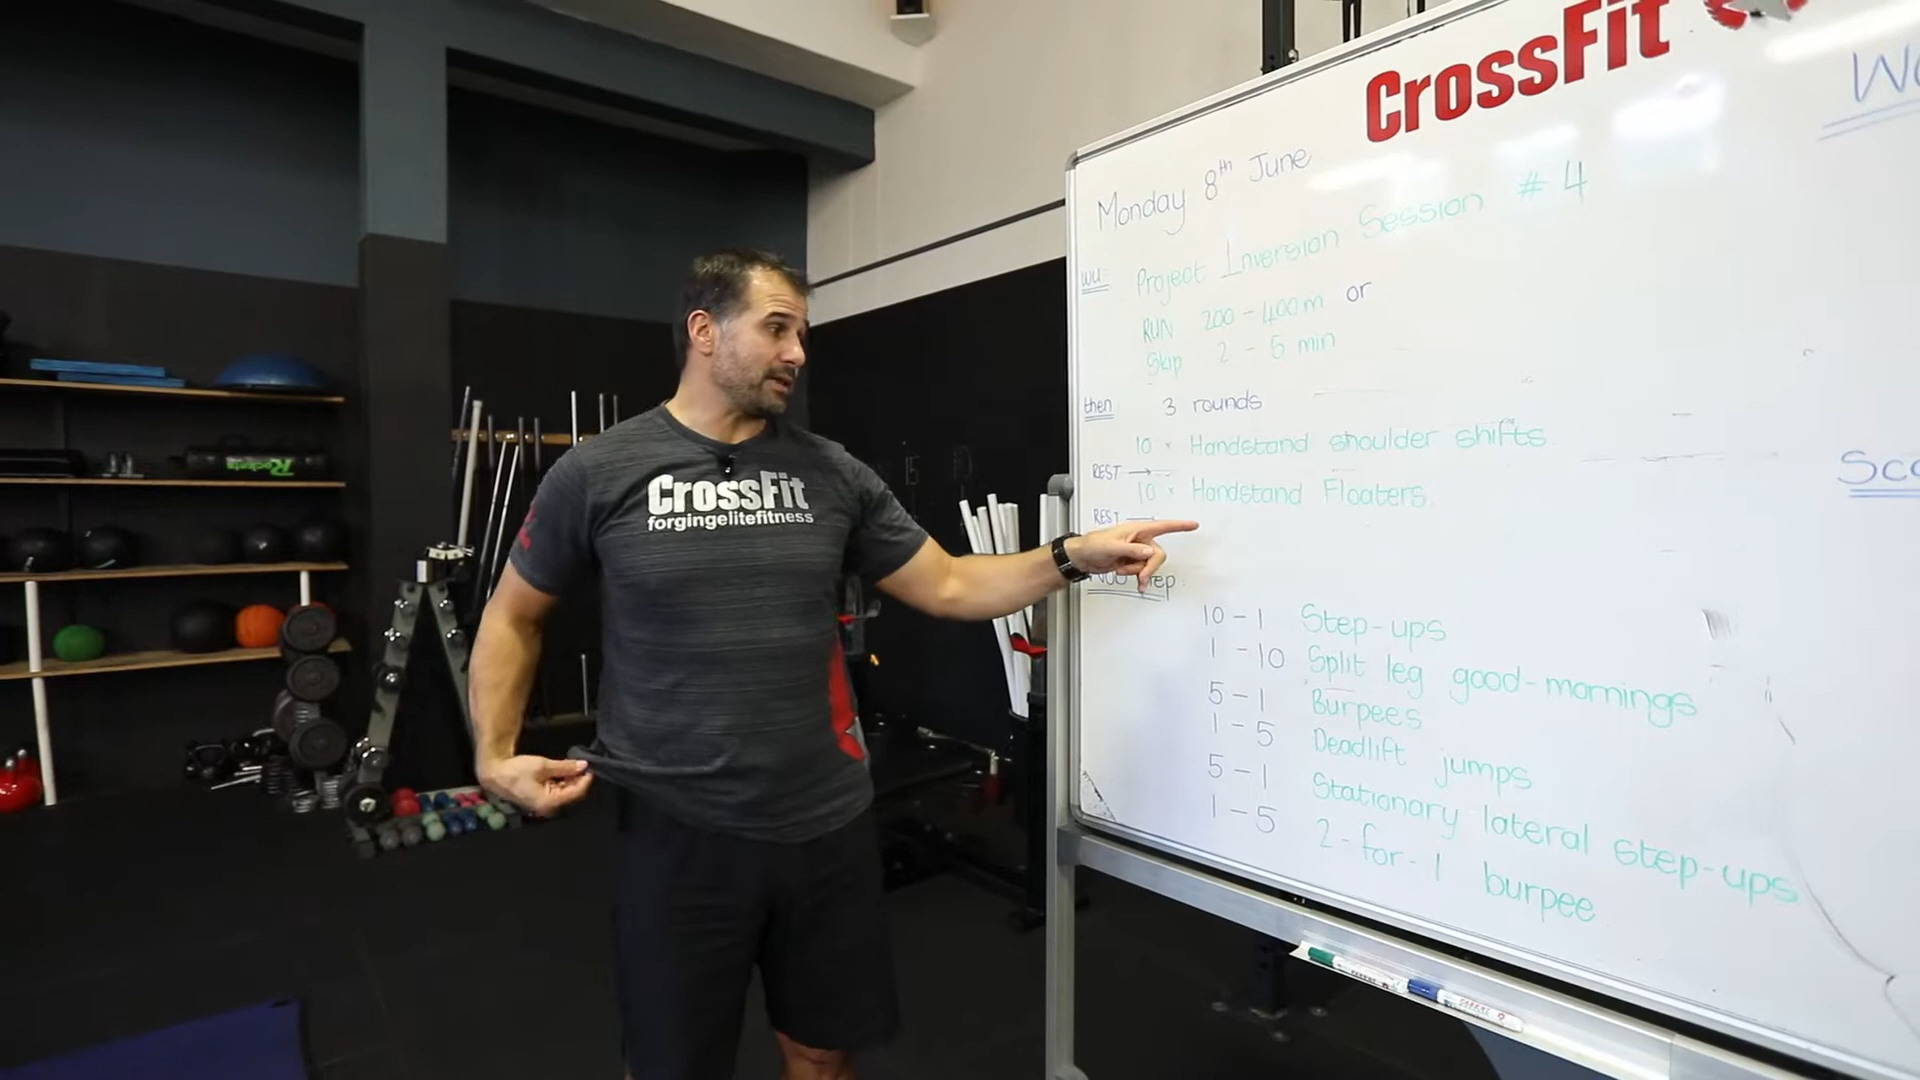 CrossFit
Monday 8th June
WU: Project Inversion Session # 4
RUN 200 - 400m or
Skip 2 - 5 min
then 3 rounds
10 x Handstand shoulder shifts
REST →
10 x Handstand Floaters
REST →
10 - 1 Step-ups
1 - 10 Split leg good-mornings
5 - 1 Burpees
1 - 5 Deadlift jumps
5 - 1 Stationary lateral step-ups
1 - 5 2-for-1 burpee
CrossFit
forgingelitefitness
Rockets